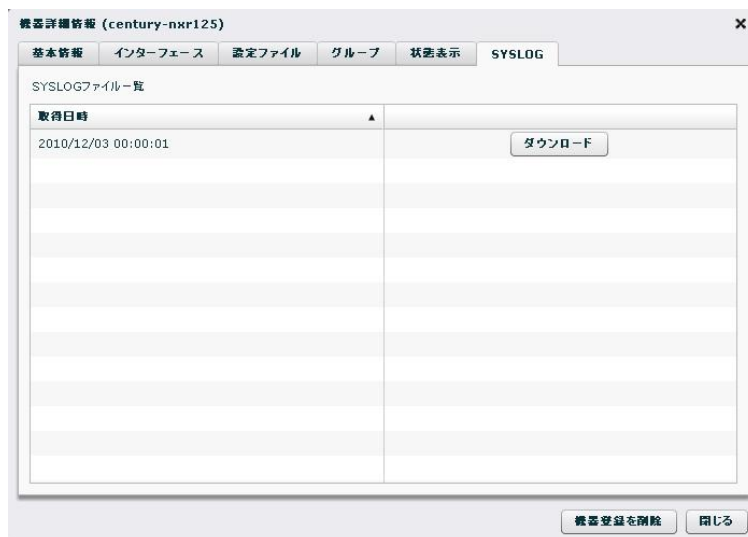 機器詳細情報 (century-nxr125)
基本情報 インターフェース 設定ファイル グループ 状態表示 SYSLOG
SYSLOGファイル一覧
取得日時
2010/12/03 00:00:01 ダウンロード
機器登録を削除 閉じる